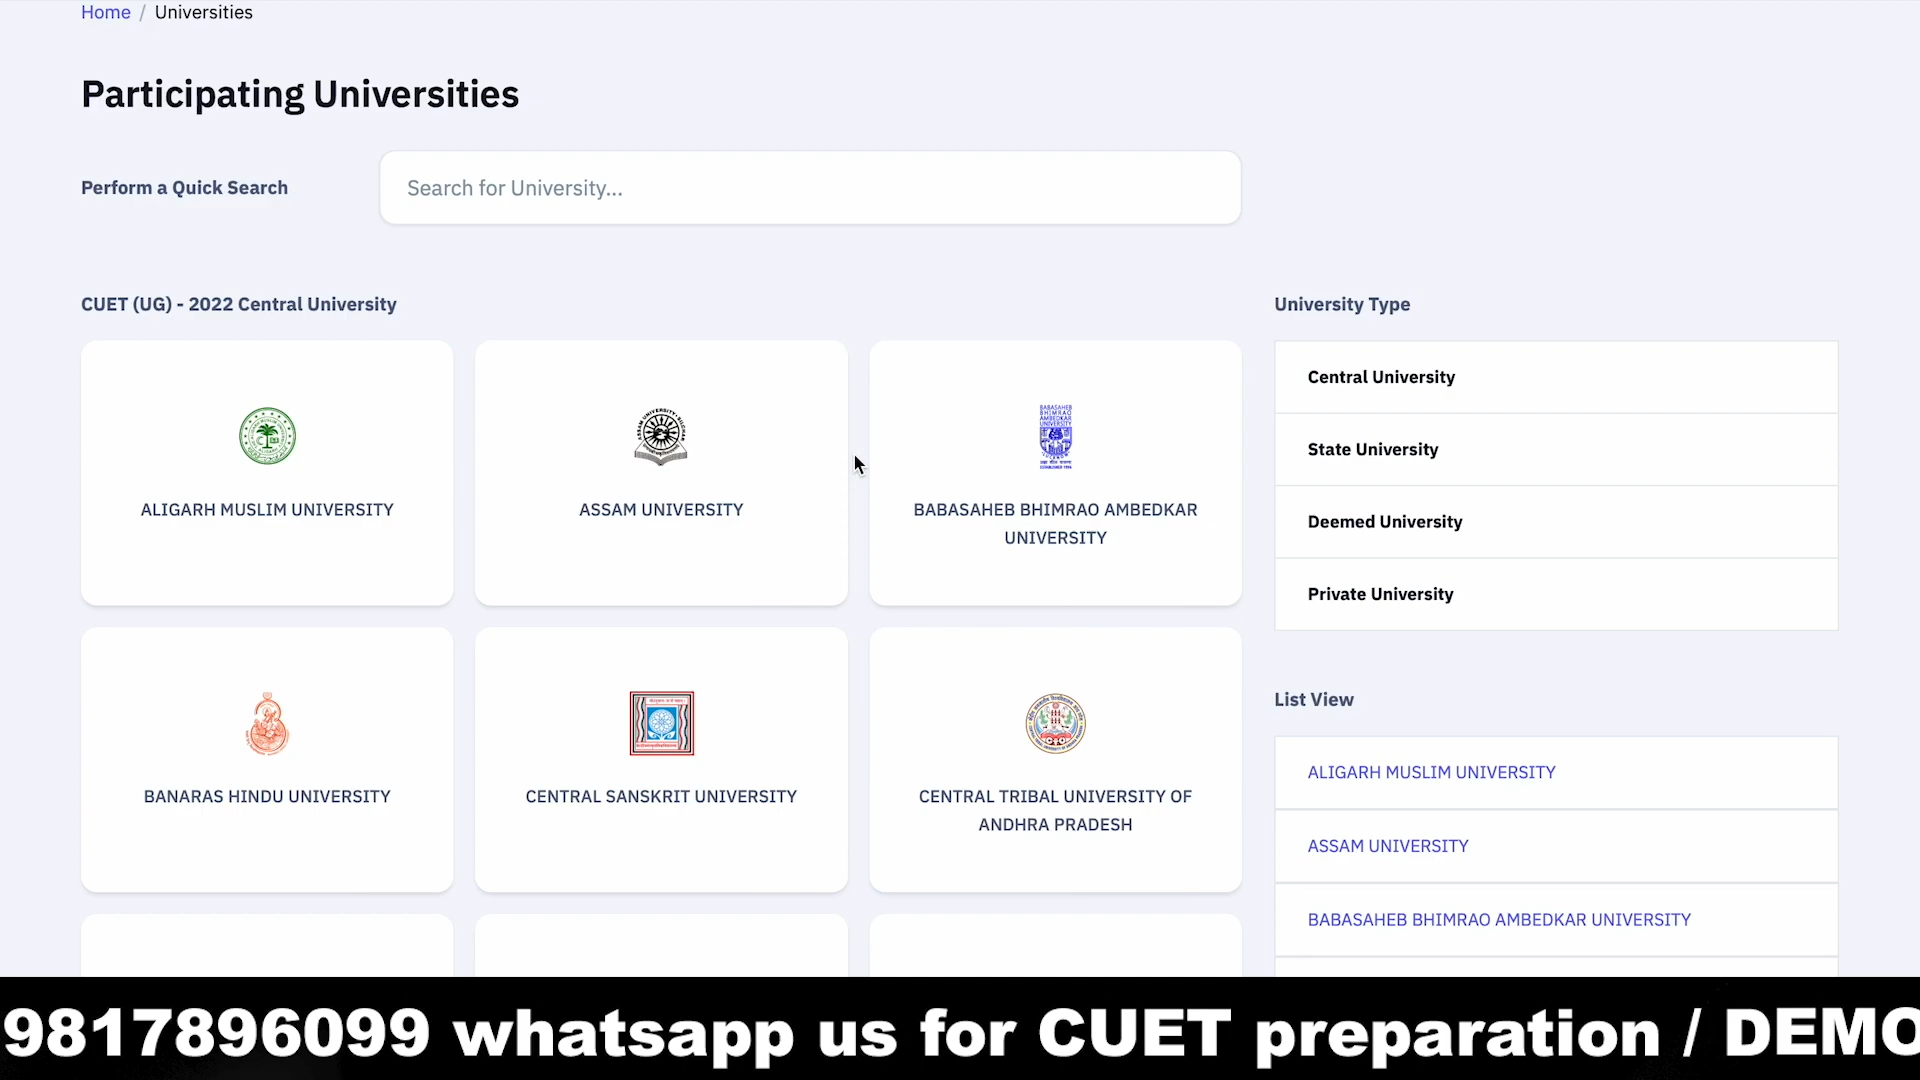 Home / Universities
Participating Universities
Perform a Quick Search
Search for University...
CUET (UG) - 2022 Central University
ALIGARH MUSLIM UNIVERSITY
ASSAM UNIVERSITY
BABASAHEB BHIMRAO AMBEDKAR
UNIVERSITY
BANARAS HINDU UNIVERSITY
CENTRAL SANSKRIT UNIVERSITY
CENTRAL TRIBAL UNIVERSITY OF
ANDHRA PRADESH
University Type
Central University
State University
Deemed University
Private University
List View
ALIGARH MUSLIM UNIVERSITY
ASSAM UNIVERSITY
BABASAHEB BHIMRAO AMBEDKAR UNIVERSITY
9817896099 whatsapp us for CUET preparation / DEMO